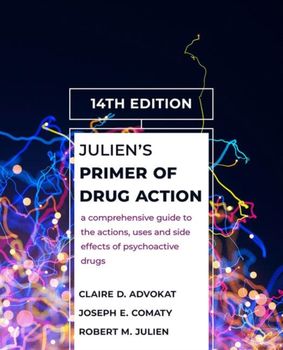 14TH EDITION
JULIEN'S
PRIMER OF
DRUG ACTION
a comprehensive guide to
the actions, uses and side
effects of psychoactive
drugs
CLAIRE D. ADVOKAT
JOSEPH E. COMATY
ROBERT M. JULIEN